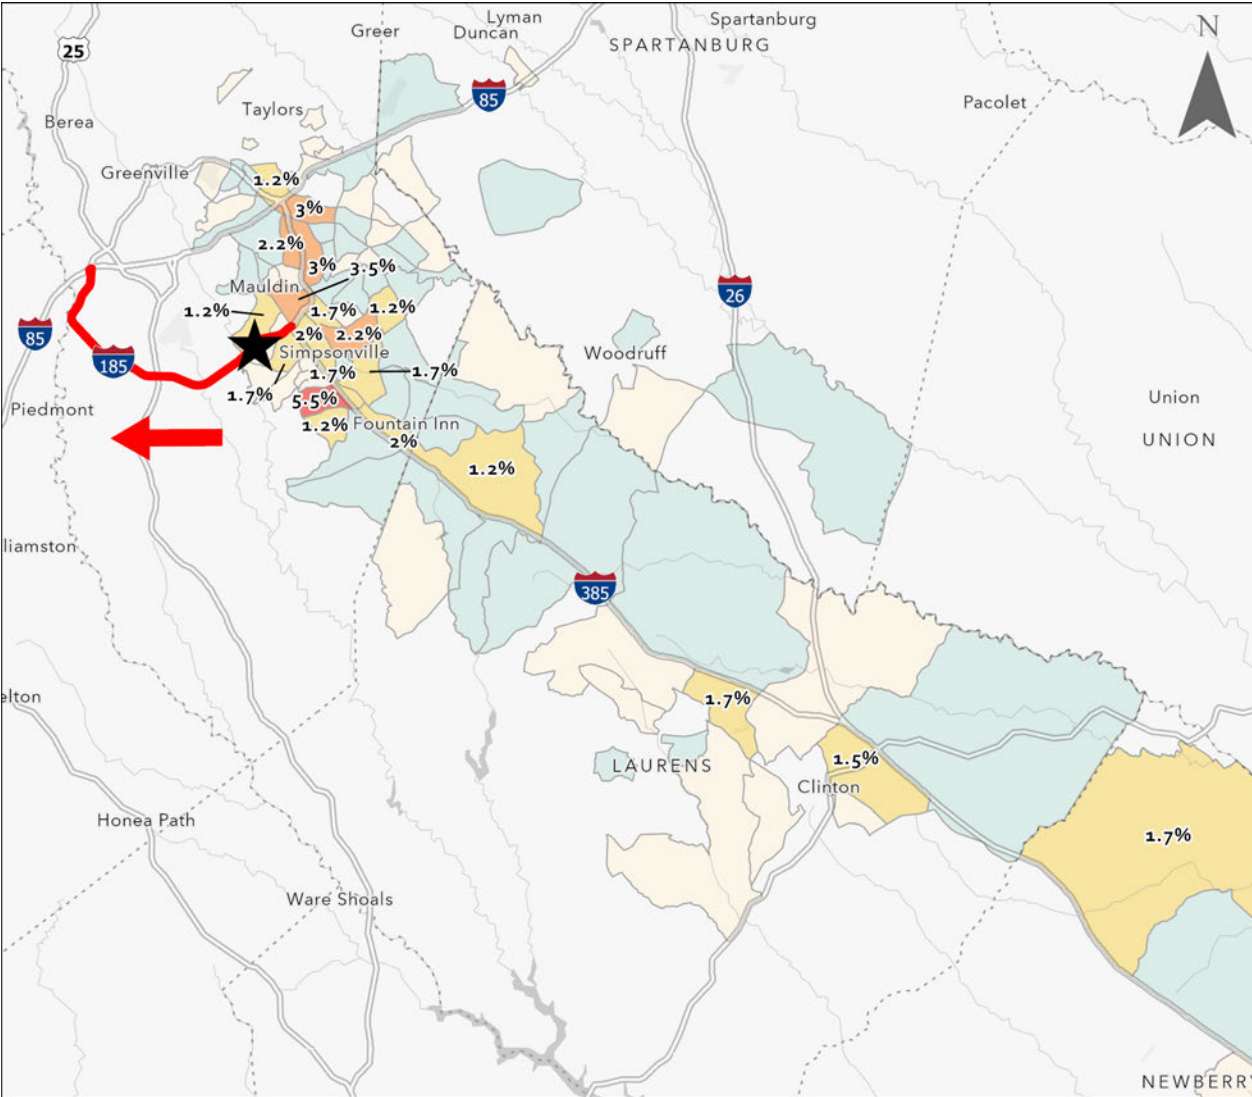 Lyman
Spartanburg
N
Greer
Duncan
25
SPARTANBURG
85
Taylors
Pacolet
Berea
Greenville
1.2%
3%
2.2%
3%
3.5%
Mauldin
26
1.2%
1.7%
1.2%
85
2%
2.2%
Simpsonville
Woodruff
185
1.7%
1.7%
1.7%
5.5%
Union
Piedmont
1.2%
Fountain Inn
2%
UNION
1.2%
liamston
385
elton
1.7%
1.5%
LAURENS
Clinton
Honea Path
1.7%
Ware Shoals
NEWBERRY